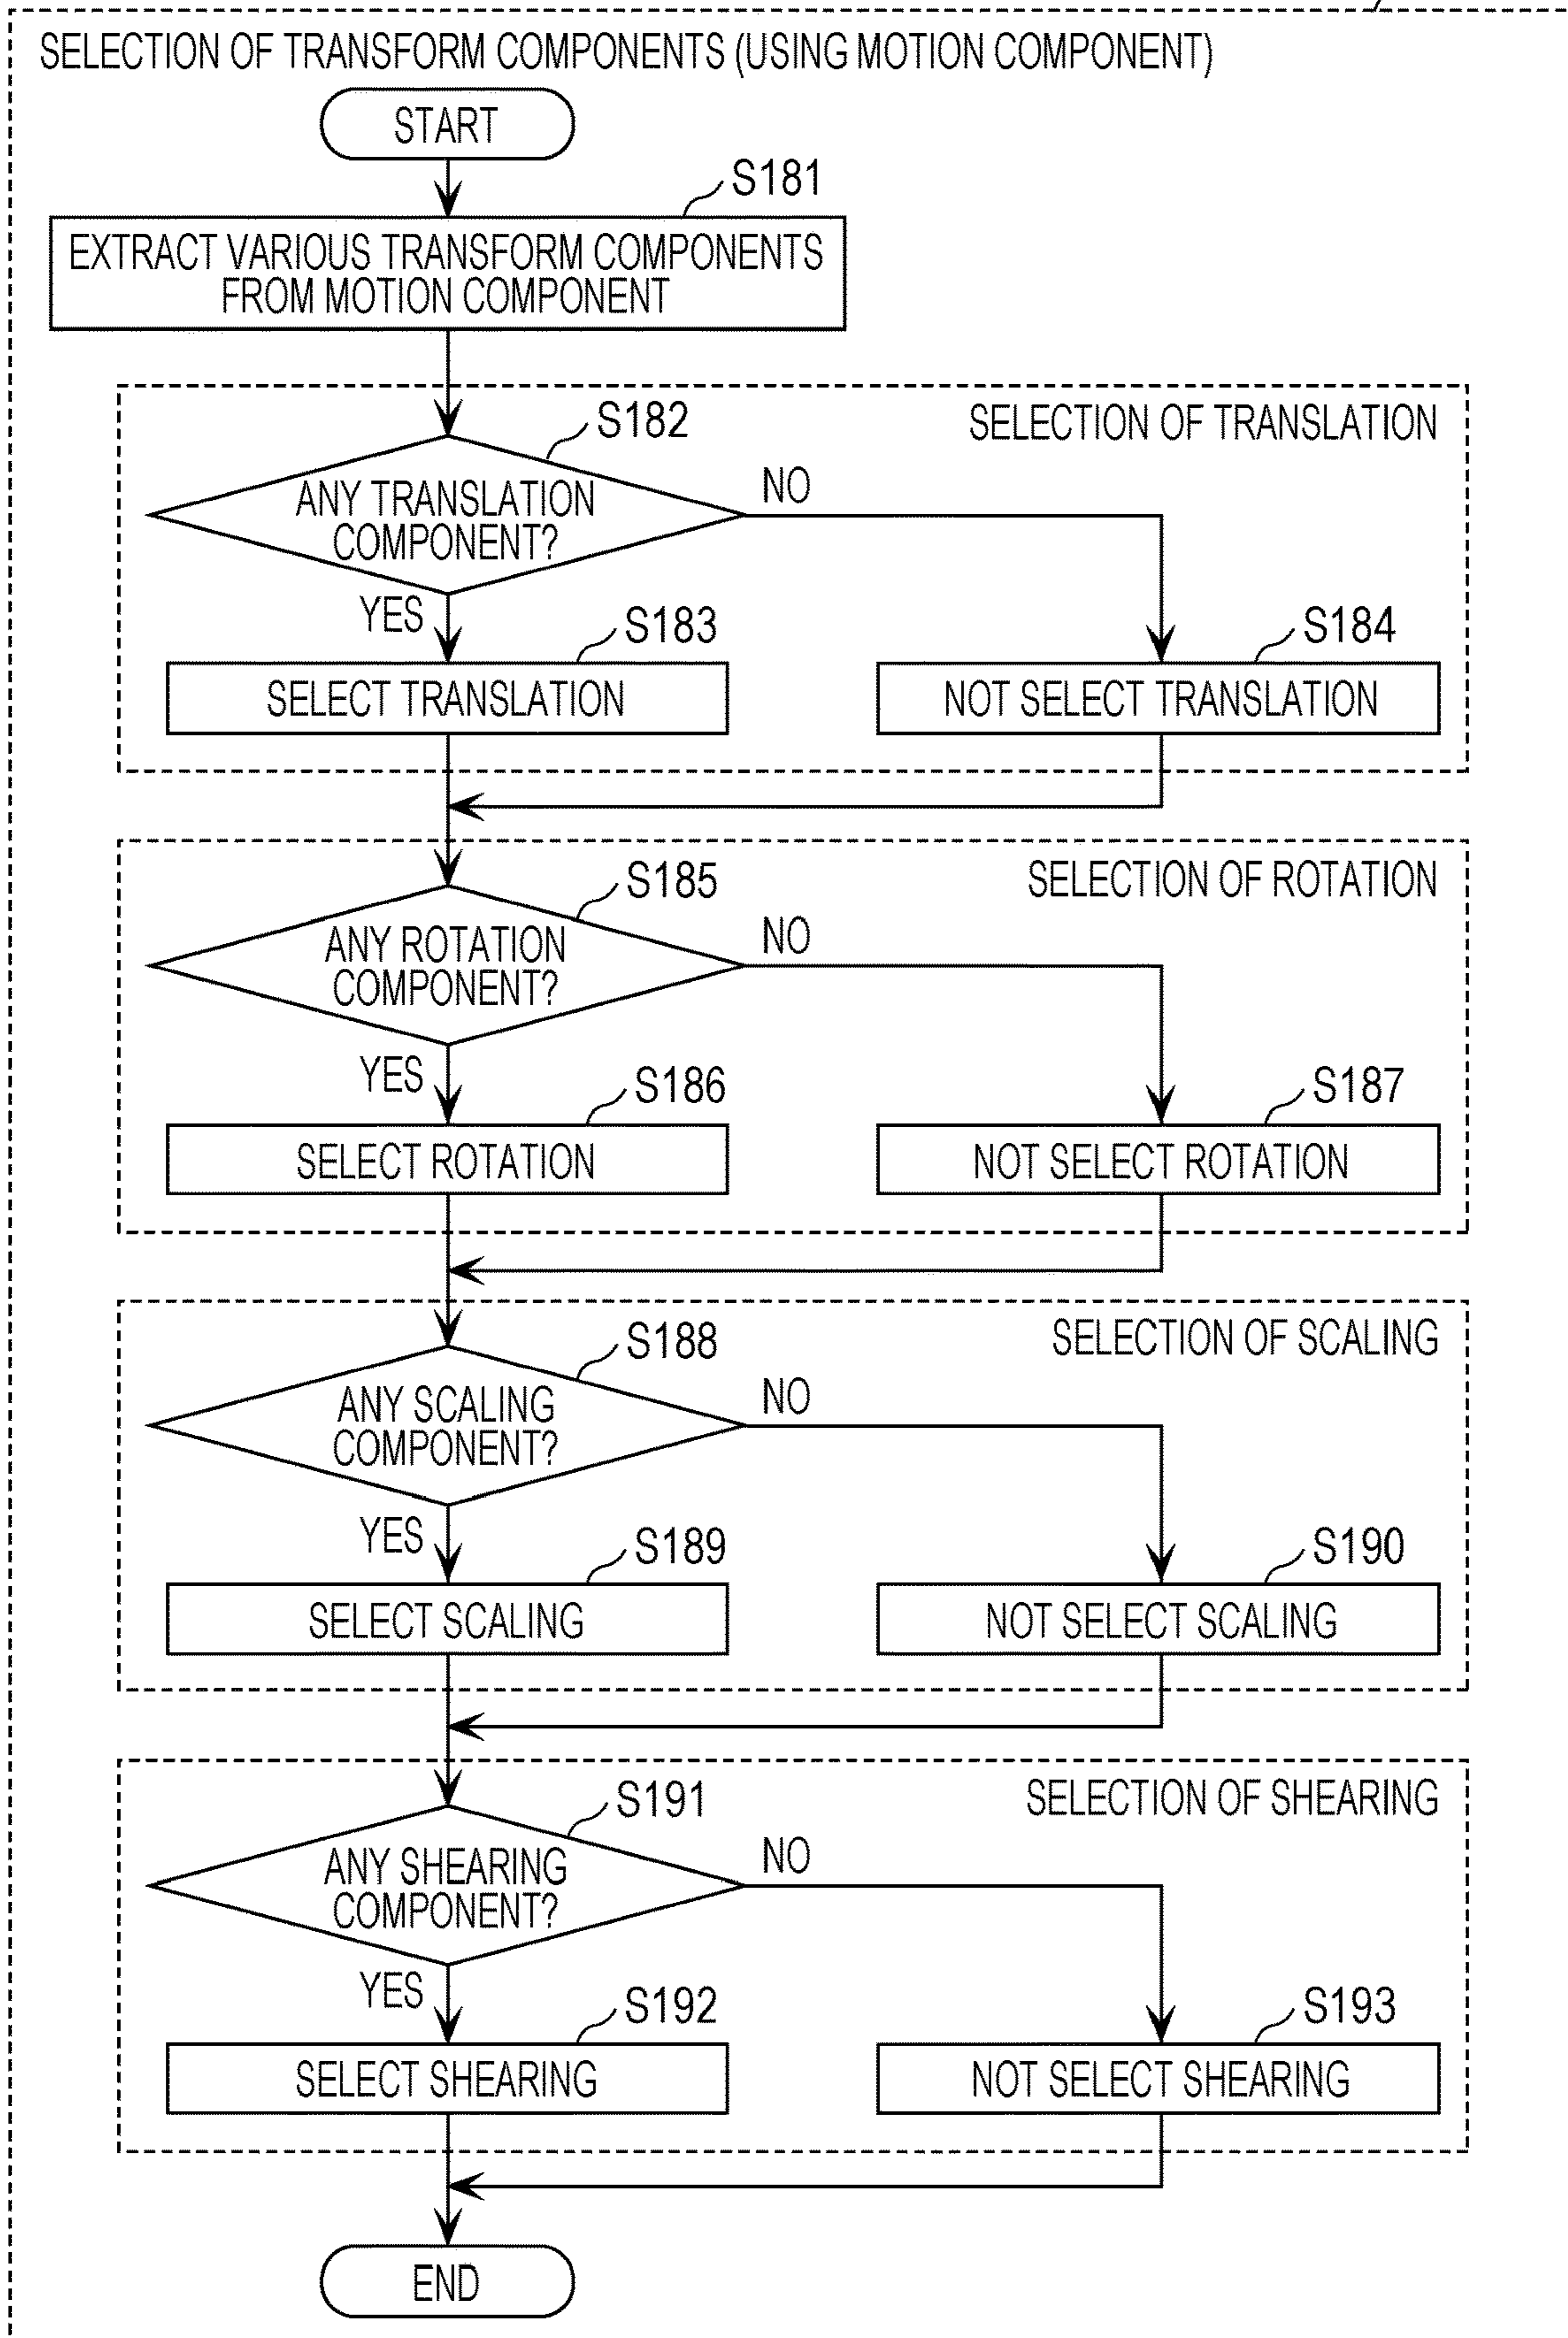 SELECTION OF TRANSFORM COMPONENTS (USING MOTION COMPONENT)
START
S181
EXTRACT VARIOUS TRANSFORM COMPONENTS
FROM MOTION COMPONENT
SELECTION OF TRANSLATION
S182
ANY TRANSLATION
COMPONENT?
NO
YES
S183
S184
SELECT TRANSLATION
NOT SELECT TRANSLATION
SELECTION OF ROTATION
S185
ANY ROTATION
COMPONENT?
NO
YES
S186
S187
SELECT ROTATION
NOT SELECT ROTATION
SELECTION OF SCALING
S188
ANY SCALING
COMPONENT?
NO
YES
S189
S190
SELECT SCALING
NOT SELECT SCALING
SELECTION OF SHEARING
S191
ANY SHEARING
COMPONENT?
NO
YES
S192
S193
SELECT SHEARING
NOT SELECT SHEARING
END